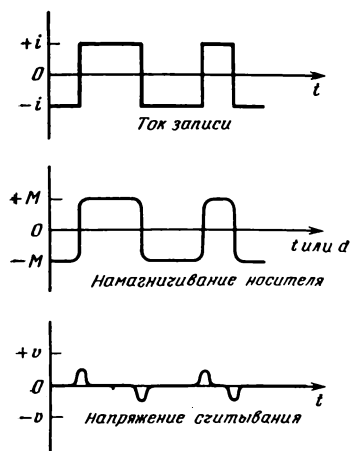 +i
0
−i
t
Ток записи
+M
0
−M
t или d
Намагничивание носителя
+v
0
−v
t
Напряжение считывания